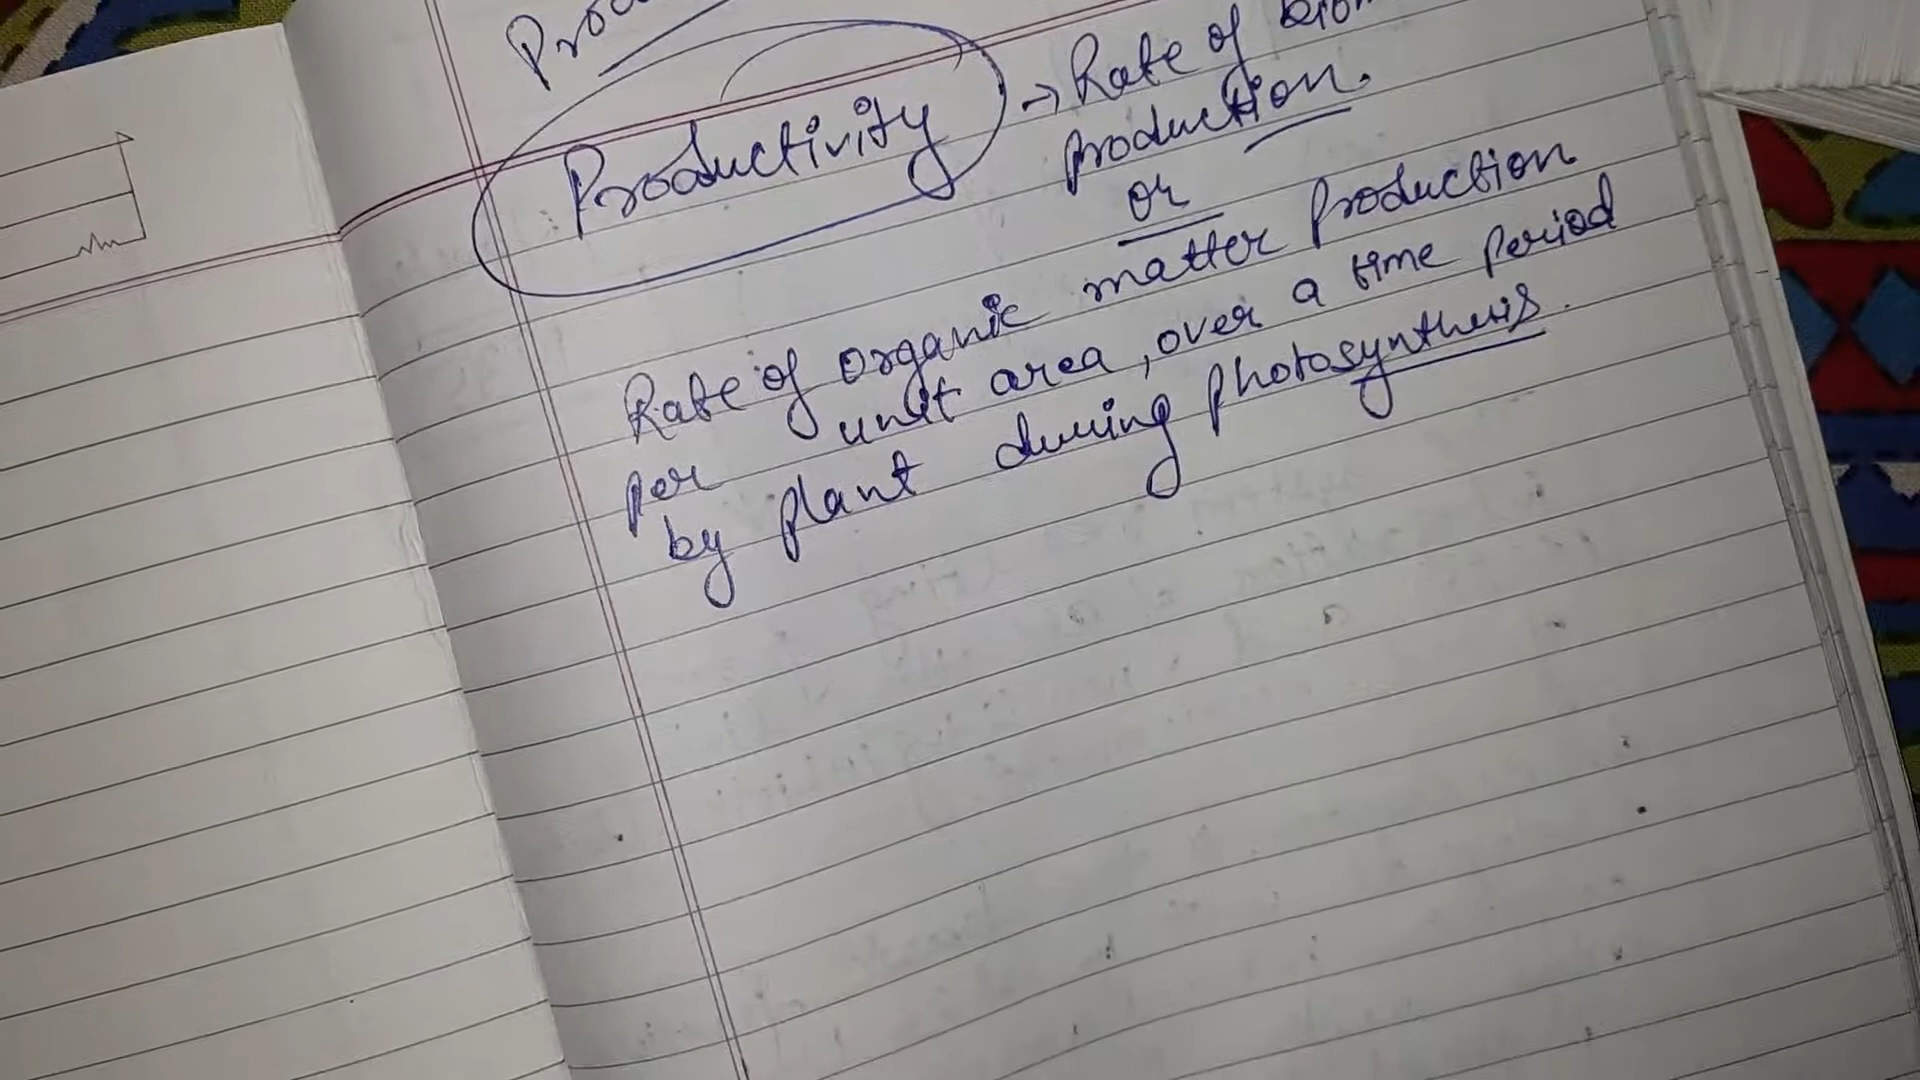 Productivity → Rate of
production.
or
Rate of organic matter production
per unit area, over a time period
by plant during photosynthesis.